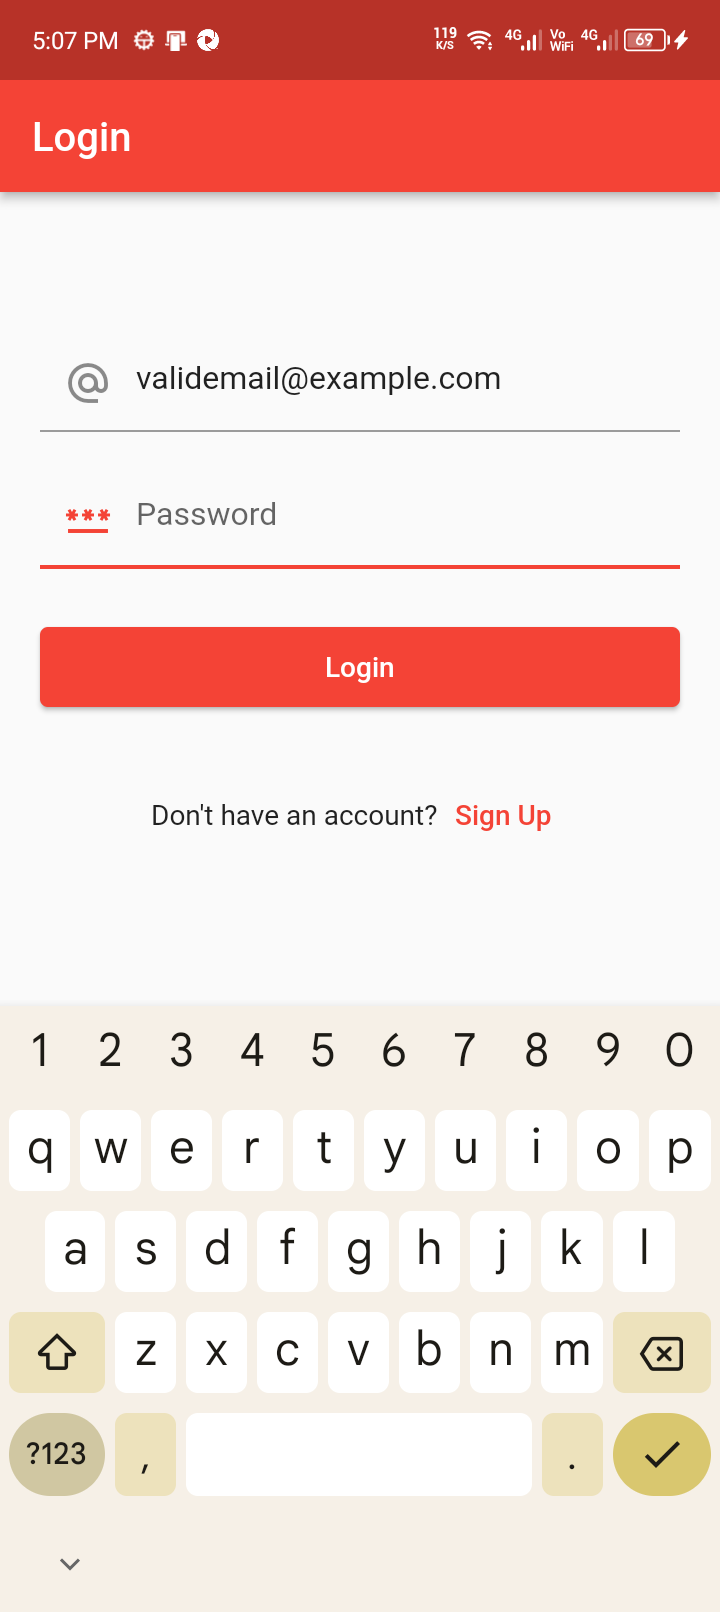 5:07 PM 119 K/S 4G Vo WiFi 4G 69
Login
validemail@example.com
*** Password
Login
Don't have an account? Sign Up
1 2 3 4 5 6 7 8 9 0
q w e r t y u i o p
a s d f g h j k l
z x c v b n m
?123 , .